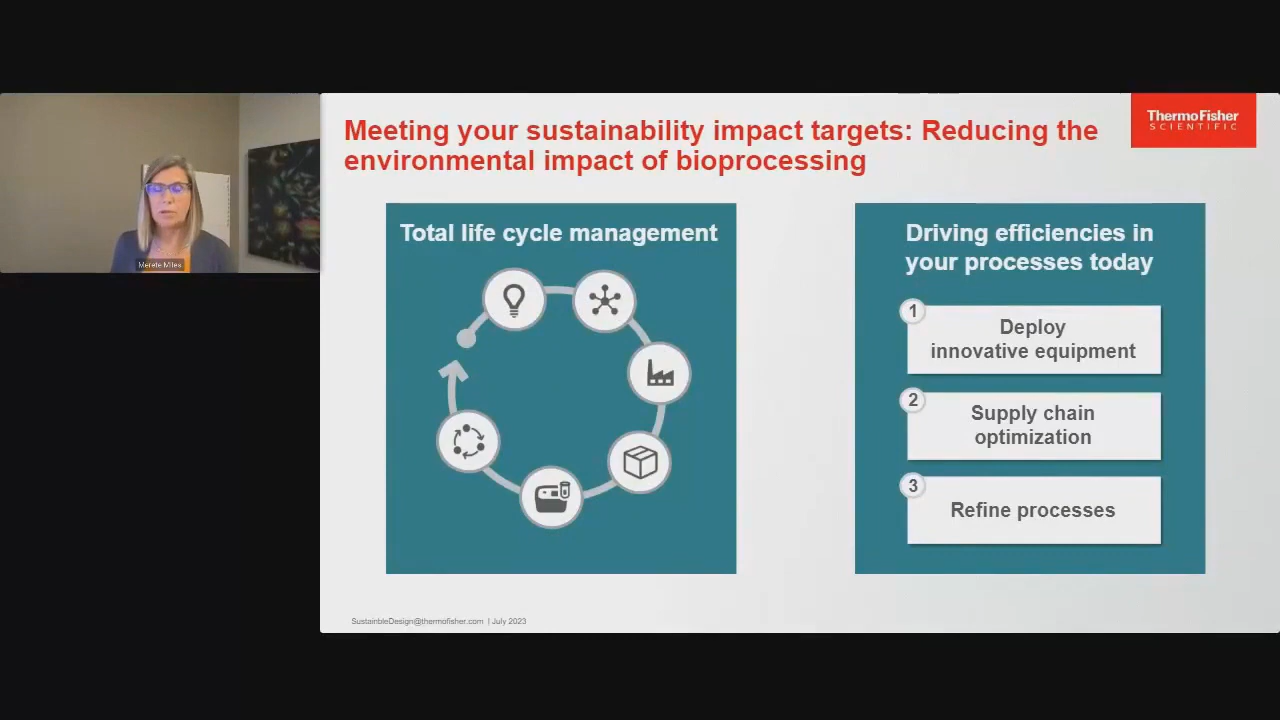 Meeting your sustainability impact targets: Reducing the
environmental impact of bioprocessing
ThermoFisher
SCIENTIFIC
Merete Miles
Total life cycle management
Driving efficiencies in
your processes today
1
Deploy
innovative equipment
2
Supply chain
optimization
3
Refine processes
SustainbleDesign@thermofisher.com | July 2023